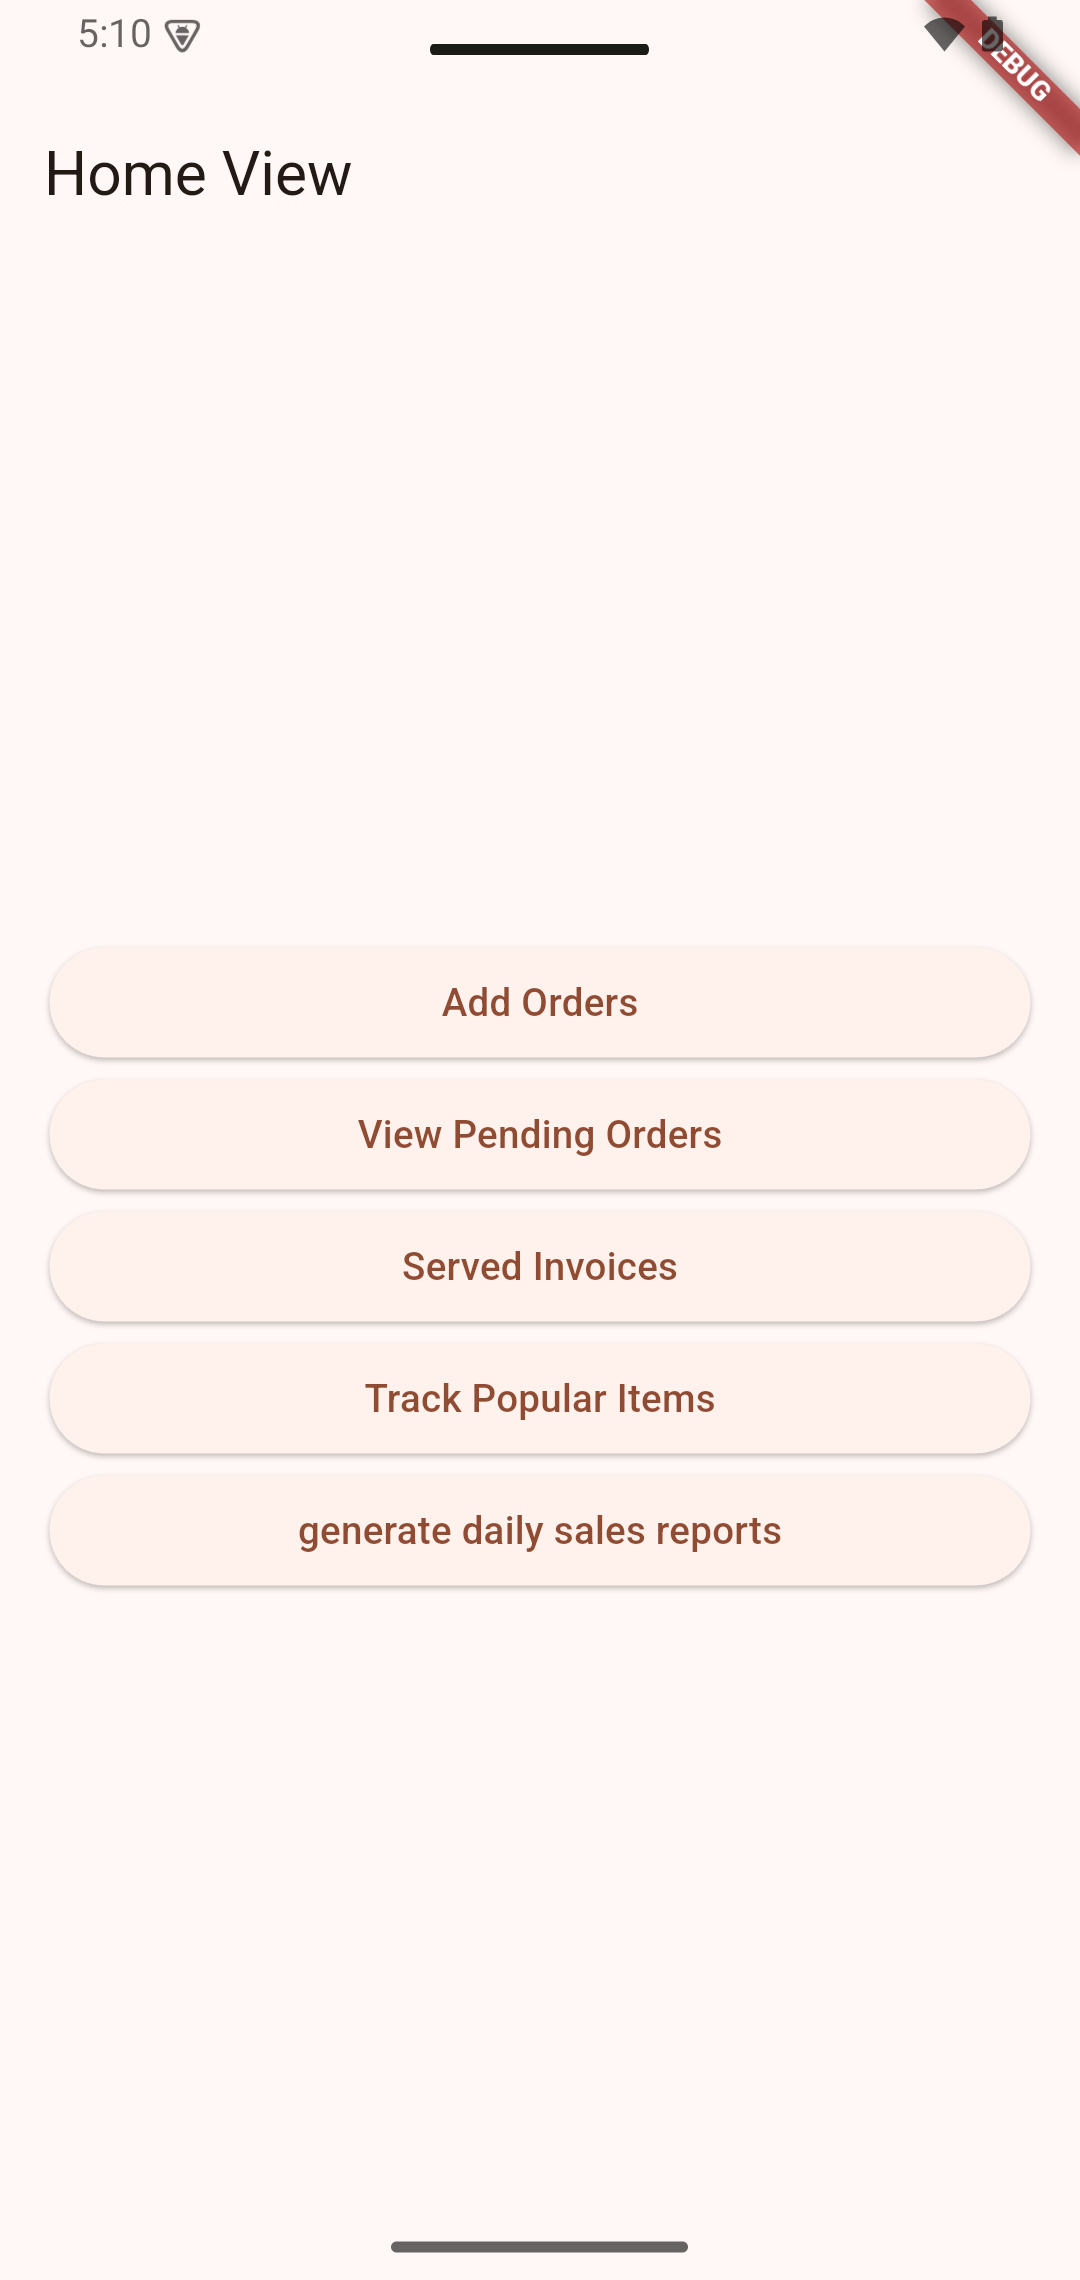 5:10
DEBUG
Home View
Add Orders
View Pending Orders
Served Invoices
Track Popular Items
generate daily sales reports